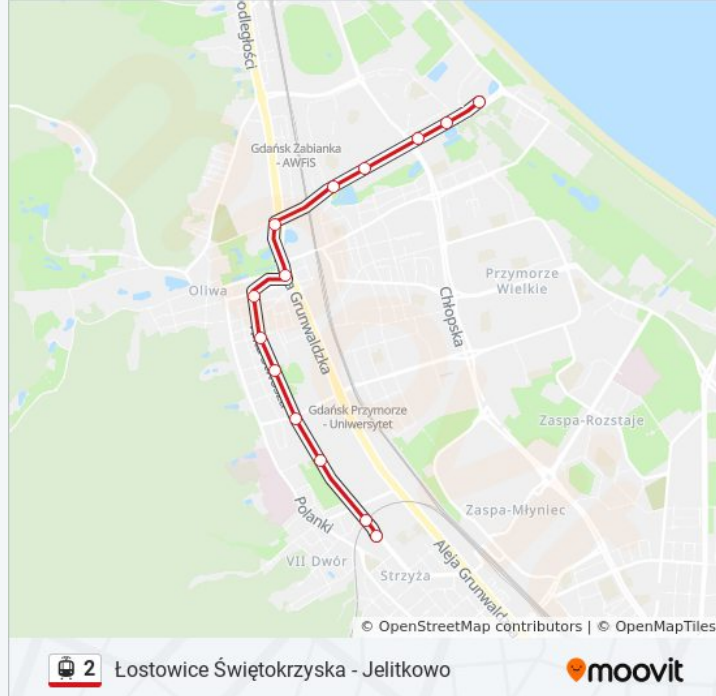 odległości
Gdańsk Żabianka
- AWFiS
Oliwa
Grunwaldzka
Chłopska
Przymorze
Wielkie
Gdańsk Przymorze
- Uniwersytet
Zaspa-Rozstaje
Polanki
Zaspa-Młyniec
VII Dwór
Strzyża
Aleja Grunwaldz
© OpenStreetMap contributors | © OpenMapTiles
2 Łostowice Świętokrzyska - Jelitkowo
moovit